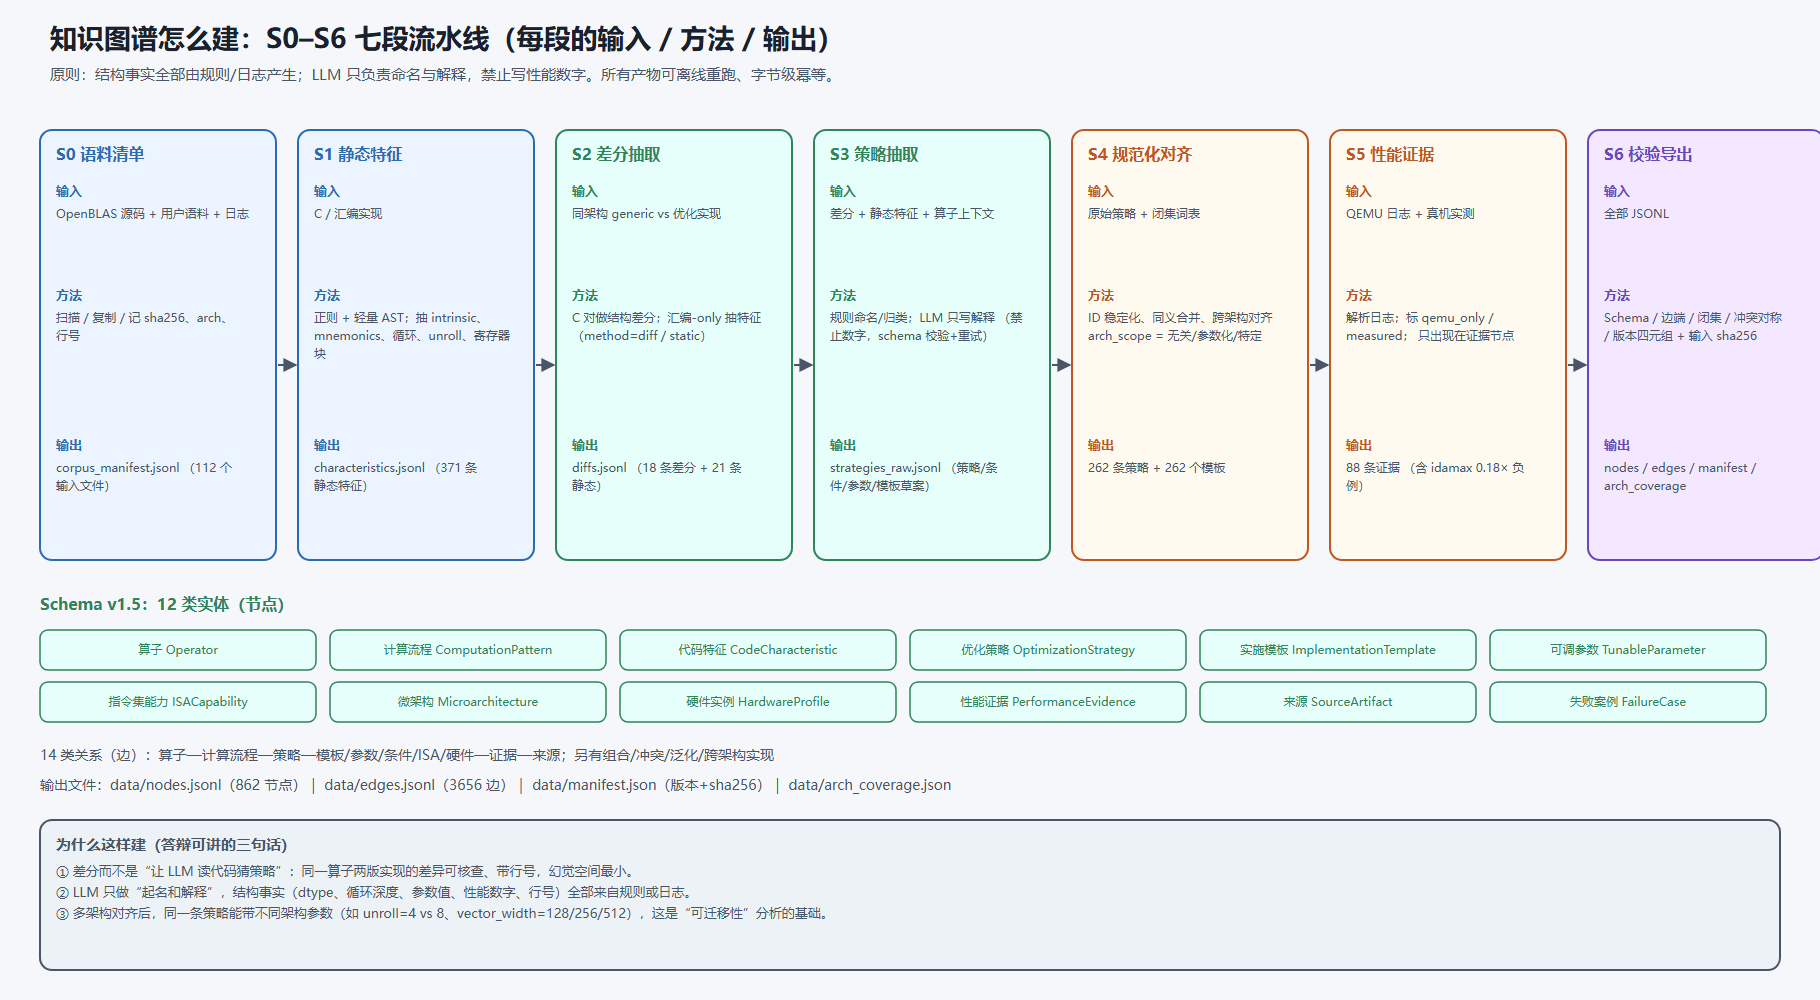 知识图谱怎么建：S0–S6 七段流水线（每段的输入 / 方法 / 输出）
原则：结构事实全部由规则/日志产生；LLM 只负责命名与解释，禁止写性能数字。所有产物可离线重跑、字节级幂等。
S0 语料清单
输入
OpenBLAS 源码 + 用户语料 + 日志
方法
扫描 / 复制 / 记 sha256、arch、
行号
输出
corpus_manifest.jsonl （112 个
输入文件）
S1 静态特征
输入
C / 汇编实现
方法
正则 + 轻量 AST；抽 intrinsic、
mnemonics、循环、unroll、寄存器
块
输出
characteristics.jsonl （371 条
静态特征）
S2 差分抽取
输入
同架构 generic vs 优化实现
方法
C 对做结构差分；汇编-only 抽特征
（method=diff / static）
输出
diffs.jsonl （18 条差分 + 21 条
静态）
S3 策略抽取
输入
差分 + 静态特征 + 算子上下文
方法
规则命名/归类；LLM 只写解释 （禁
止数字，schema 校验+重试）
输出
strategies_raw.jsonl （策略/条
件/参数/模板草案）
S4 规范化对齐
输入
原始策略 + 闭集词表
方法
ID 稳定化、同义合并、跨架构对齐
arch_scope = 无关/参数化/特定
输出
262 条策略 + 262 个模板
S5 性能证据
输入
QEMU 日志 + 真机实测
方法
解析日志；标 qemu_only /
measured； 只出现在证据节点
输出
88 条证据 （含 idamax 0.18× 负
例）
S6 校验导出
输入
全部 JSONL
方法
Schema / 边端 / 闭集 / 冲突对称
/ 版本四元组 + 输入 sha256
输出
nodes / edges / manifest /
arch_coverage
Schema v1.5：12 类实体（节点）
算子 Operator
计算流程 ComputationPattern
代码特征 CodeCharacteristic
优化策略 OptimizationStrategy
实施模板 ImplementationTemplate
可调参数 TunableParameter
指令集能力 ISACapability
微架构 Microarchitecture
硬件实例 HardwareProfile
性能证据 PerformanceEvidence
来源 SourceArtifact
失败案例 FailureCase
14 类关系（边）：算子—计算流程—策略—模板/参数/条件/ISA/硬件—证据—来源；另有组合/冲突/泛化/跨架构实现
输出文件：data/nodes.jsonl（862 节点）｜ data/edges.jsonl（3656 边）｜ data/manifest.json（版本+sha256）｜ data/arch_coverage.json
为什么这样建（答辩可讲的三句话）
① 差分而不是“让 LLM 读代码猜策略”：同一算子两版实现的差异可核查、带行号，幻觉空间最小。
② LLM 只做“起名和解释”，结构事实（dtype、循环深度、参数值、性能数字、行号）全部来自规则或日志。
③ 多架构对齐后，同一条策略能带不同架构参数（如 unroll=4 vs 8、vector_width=128/256/512），这是“可迁移性”分析的基础。